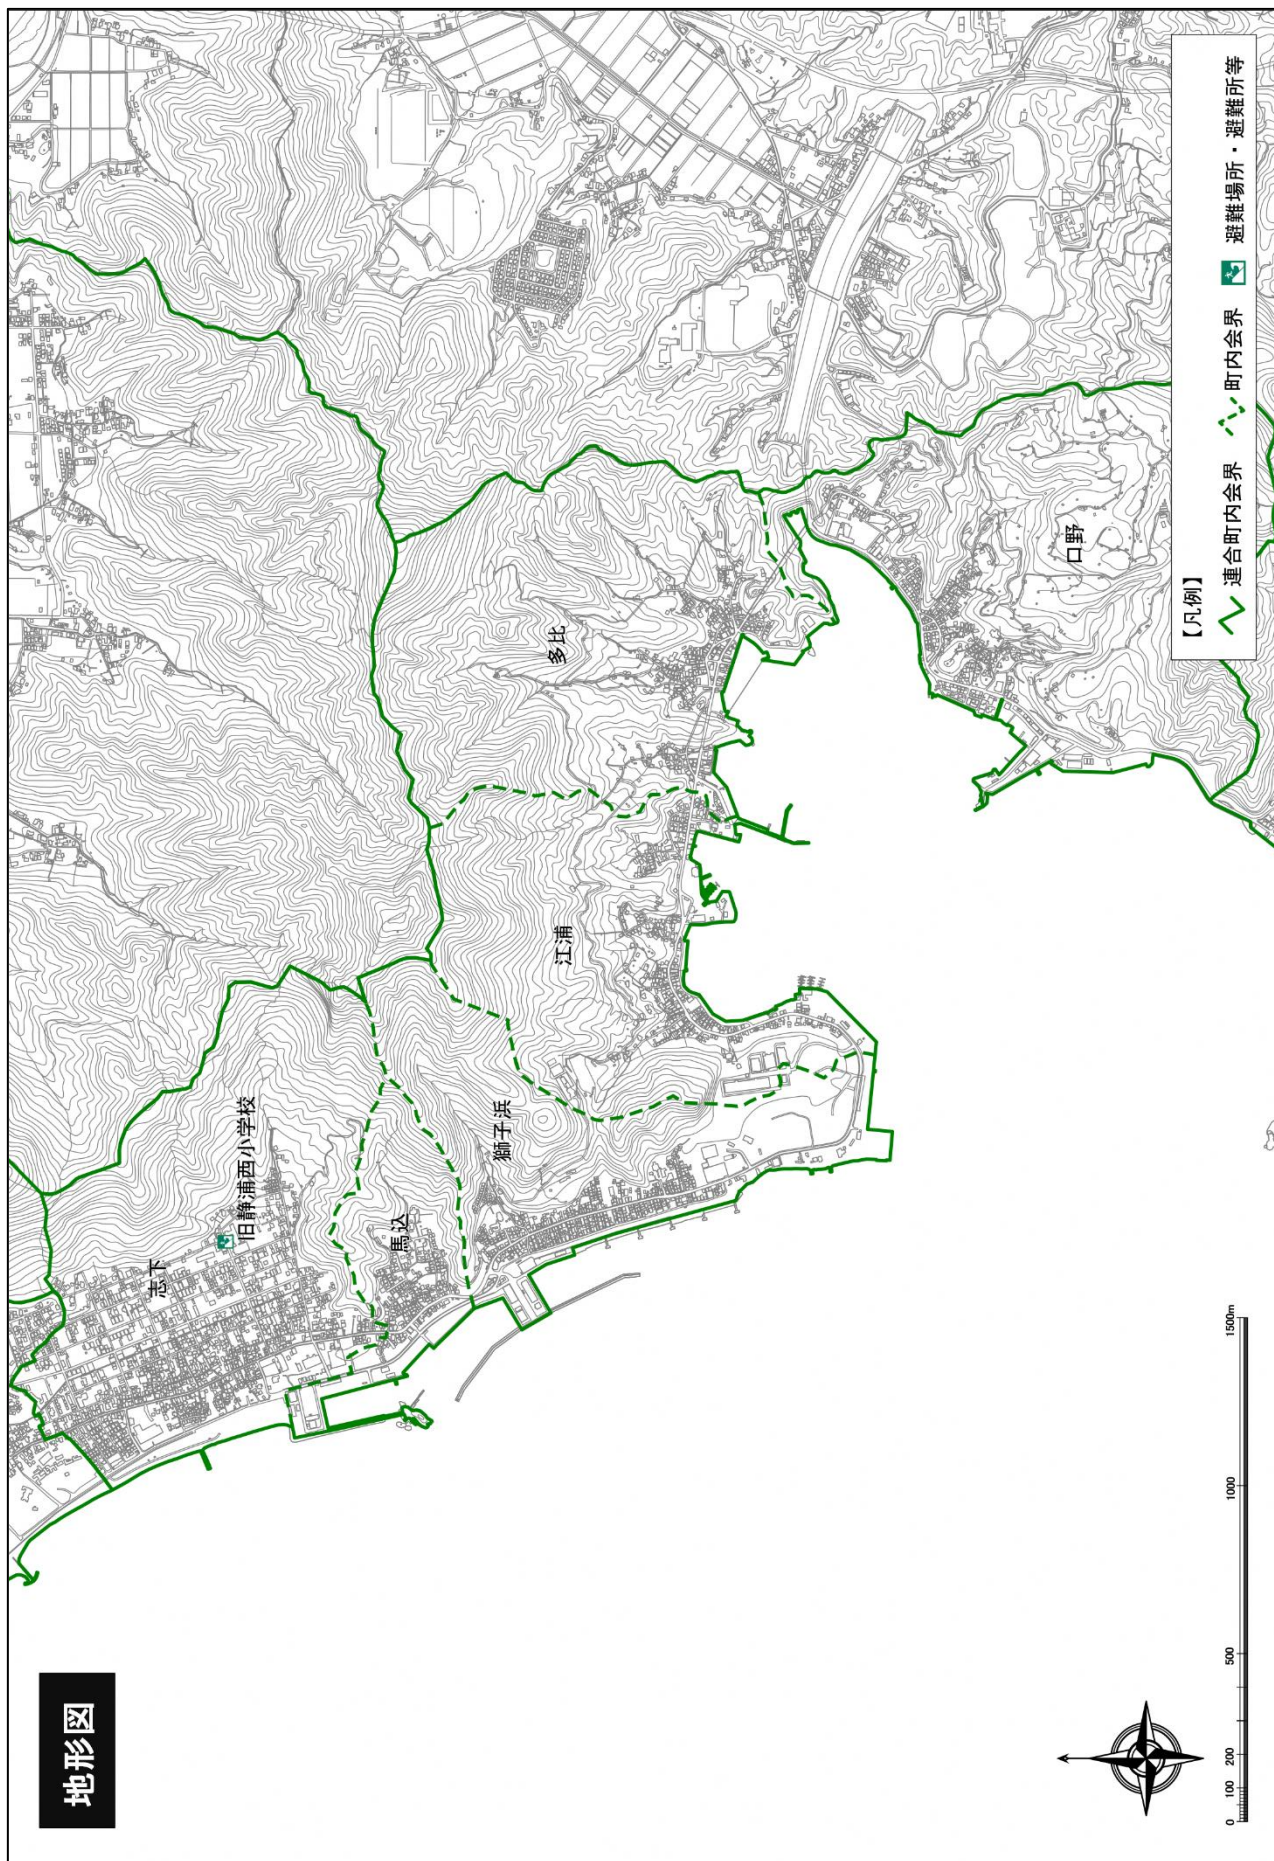 地形図
志下
旧静浦西小学校
馬込
獅子浜
江浦
多比
口野
【凡例】
連合町内会界 町内会界 避難場所・避難所等
0 100 200 500 1000 1500m